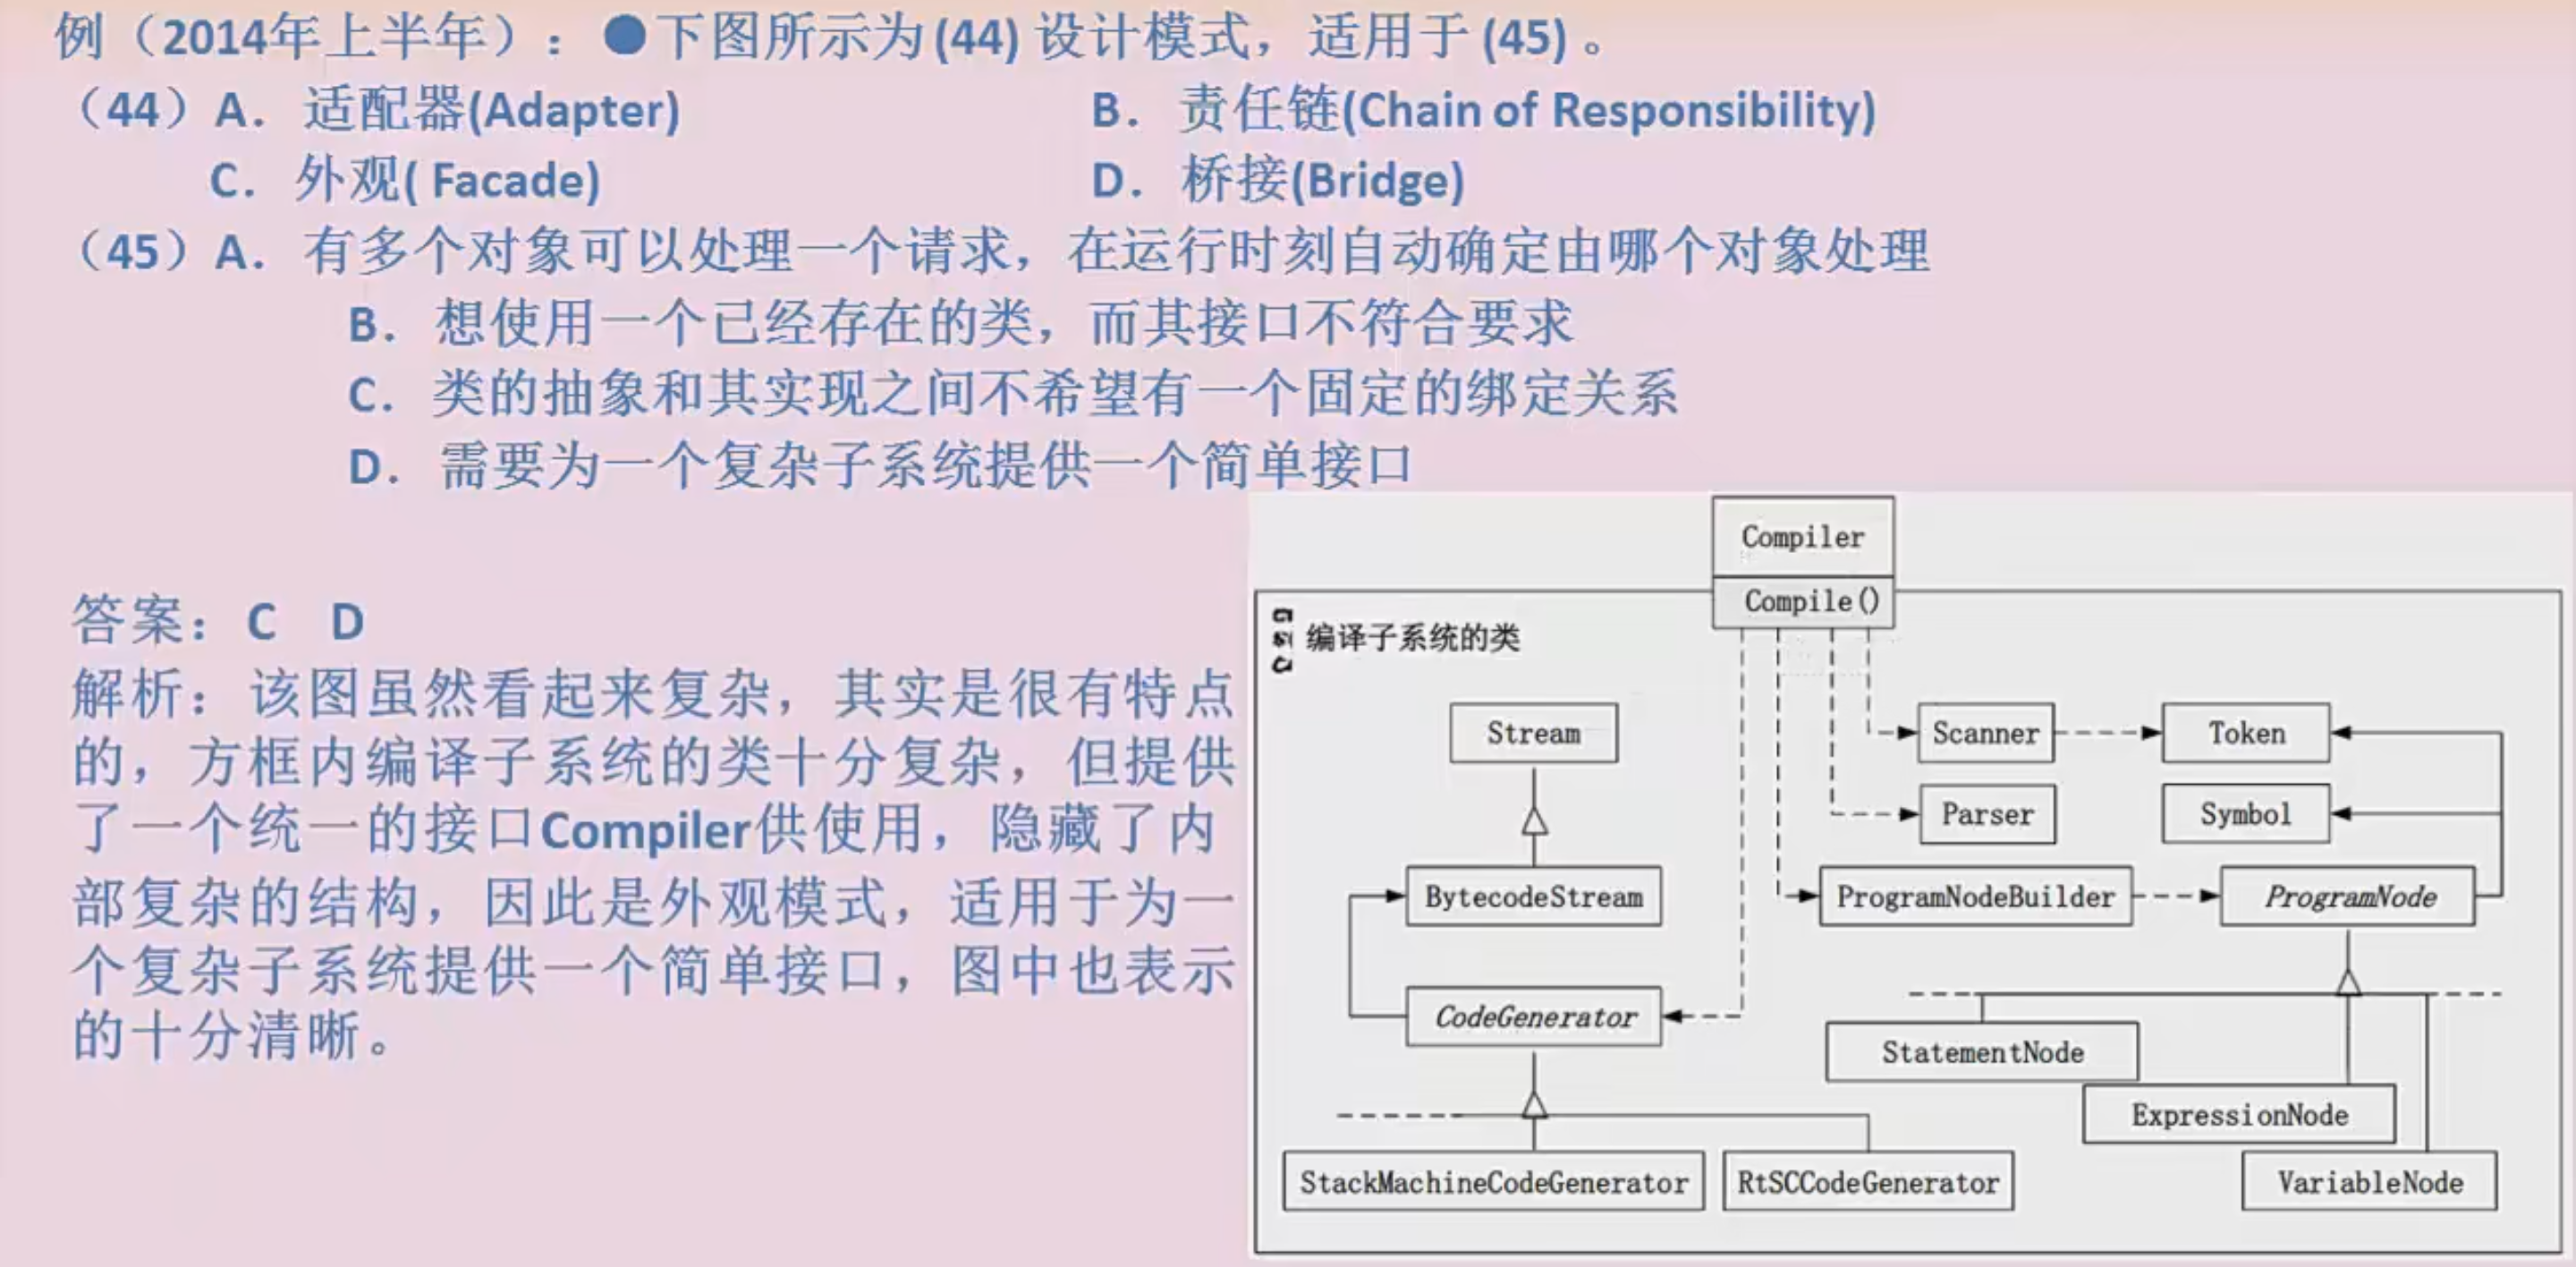 例（2014年上半年）：●下图所示为(44) 设计模式，适用于 (45) 。
（44）A．适配器(Adapter) B．责任链(Chain of Responsibility)
C．外观( Facade) D．桥接(Bridge)
（45）A．有多个对象可以处理一个请求，在运行时刻自动确定由哪个对象处理
B．想使用一个已经存在的类，而其接口不符合要求
C．类的抽象和其实现之间不希望有一个固定的绑定关系
D．需要为一个复杂子系统提供一个简单接口
答案：C D
解析：该图虽然看起来复杂，其实是很有特点
的，方框内编译子系统的类十分复杂，但提供
了一个统一的接口Compiler供使用，隐藏了内
部复杂的结构，因此是外观模式，适用于为一
个复杂子系统提供一个简单接口，图中也表示
的十分清晰。
Compiler
Compile()
编译子系统的类
Stream
Scanner
Token
Parser
Symbol
BytecodeStream
ProgramNodeBuilder
ProgramNode
CodeGenerator
StatementNode
ExpressionNode
StackMachineCodeGenerator
RtSCCodeGenerator
VariableNode